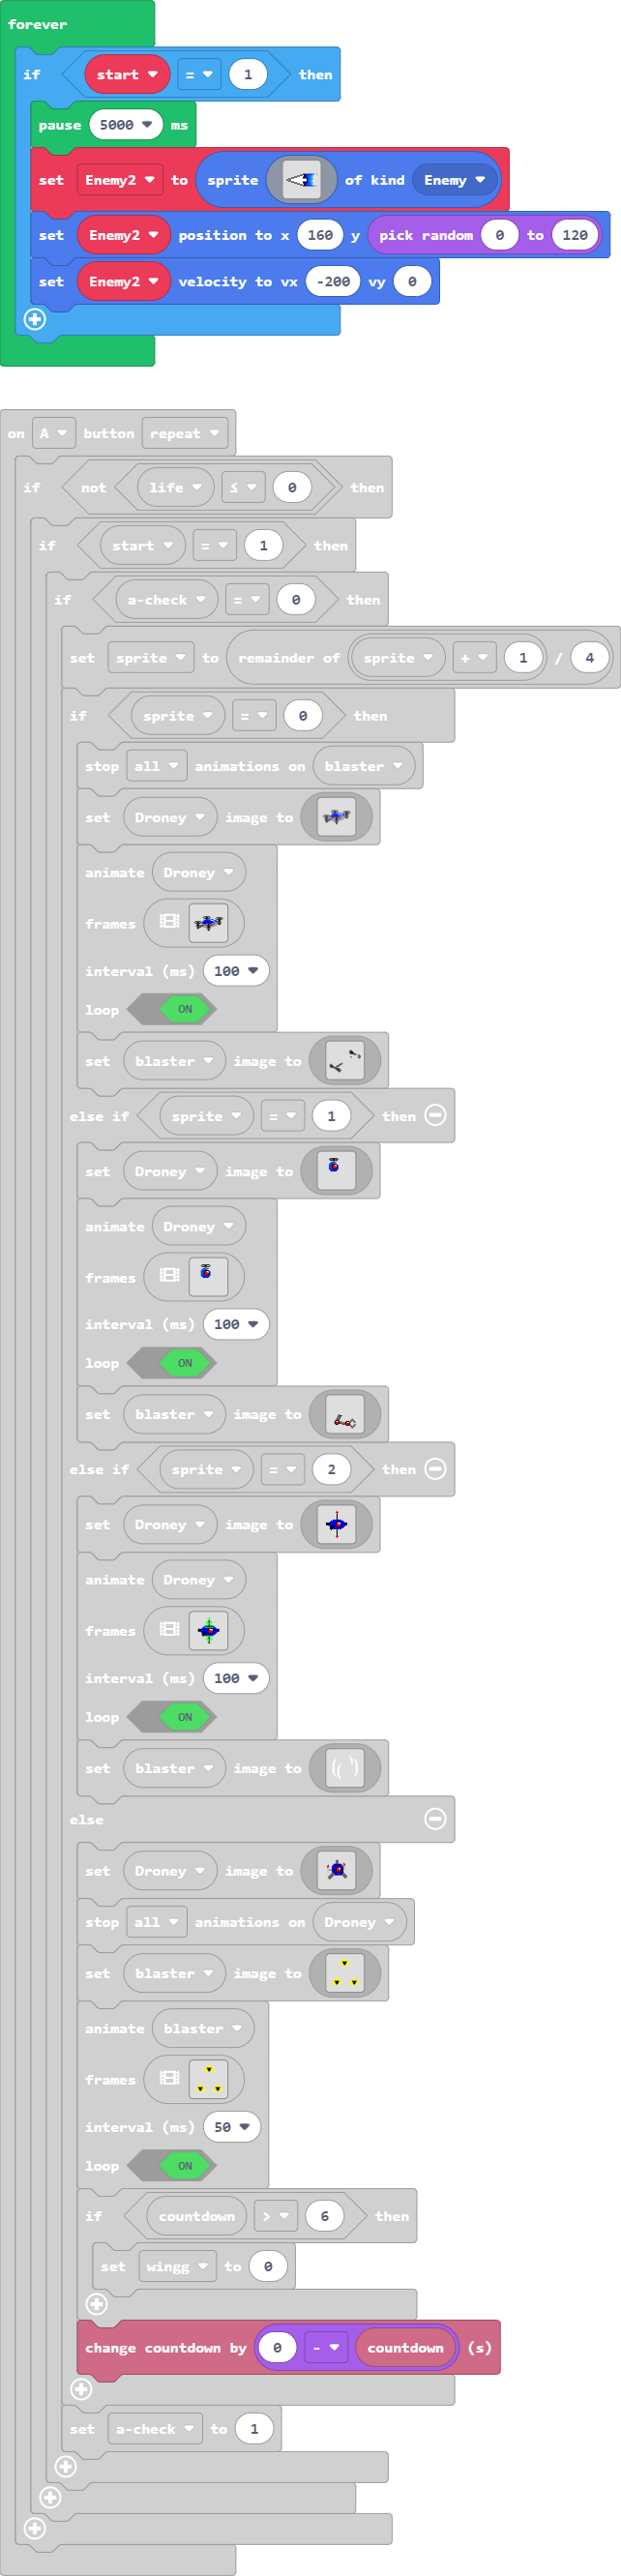 forever
if start = 1 then
pause 5000 ms
set Enemy2 to sprite of kind Enemy
set Enemy2 position to x 160 y pick random 0 to 120
set Enemy2 velocity to vx -200 vy 0
on A button repeat
if not life ≤ 0 then
if start = 1 then
if a-check = 0 then
set sprite to remainder of sprite + 1 / 4
if sprite = 0 then
stop all animations on blaster
set Droney image to
animate Droney
frames
interval (ms) 100
loop ON
set blaster image to
else if sprite = 1 then
set Droney image to
animate Droney
frames
interval (ms) 100
loop ON
set blaster image to
else if sprite = 2 then
set Droney image to
animate Droney
frames
interval (ms) 100
loop ON
set blaster image to
else
set Droney image to
stop all animations on Droney
set blaster image to
animate blaster
frames
interval (ms) 50
loop ON
if countdown > 6 then
set wingg to 0
change countdown by 0 - countdown (s)
set a-check to 1